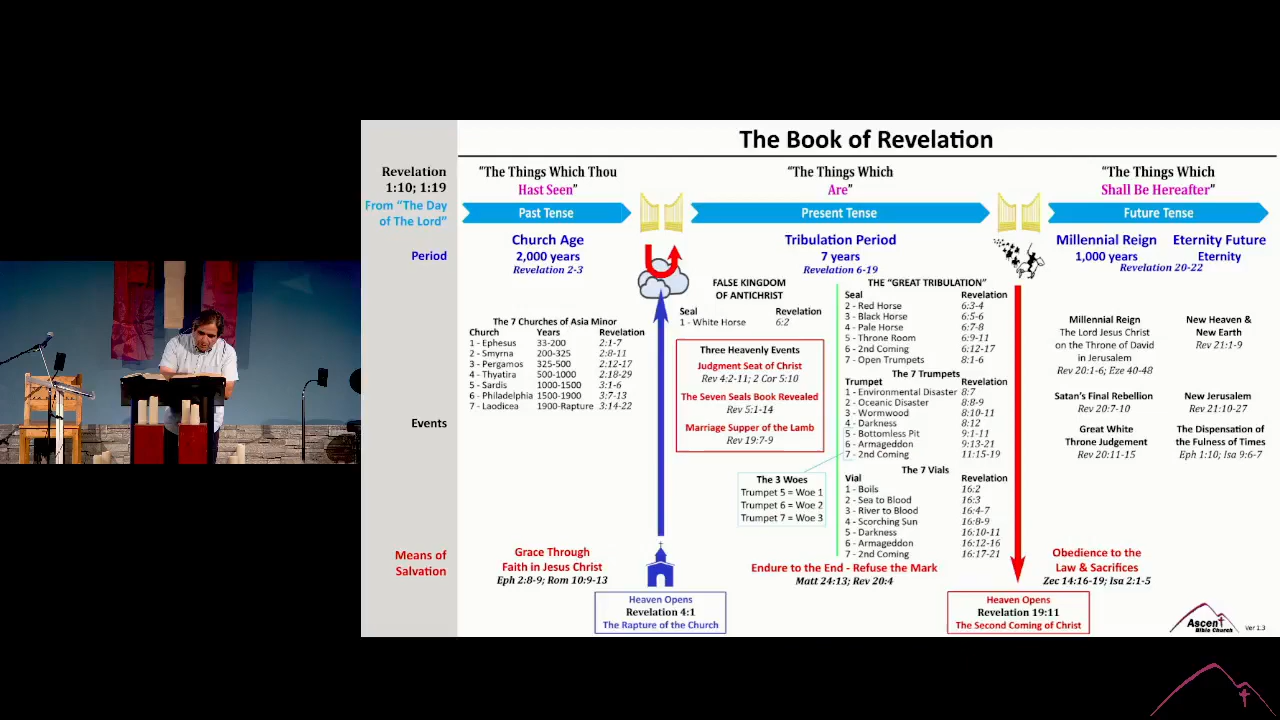 The Book of Revelation
Revelation
1:10; 1:19
From “The Day
of The Lord”
“The Things Which Thou
Hast Seen”
Past Tense
“The Things Which
Are”
Present Tense
“The Things Which
Shall Be Hereafter”
Future Tense
Period
Church Age
2,000 years
Revelation 2-3
Tribulation Period
7 years
Revelation 6-19
Millennial Reign
1,000 years
Eternity Future
Eternity
Revelation 20-22
Events
The 7 Churches of Asia Minor
Church Years Revelation
1 - Ephesus 33-200 2:1-7
2 - Smyrna 200-325 2:8-11
3 - Pergamos 325-500 2:12-17
4 - Thyatira 500-1000 2:18-29
5 - Sardis 1000-1500 3:1-6
6 - Philadelphia 1500-1900 3:7-13
7 - Laodicea 1900-Rapture 3:14-22
FALSE KINGDOM
OF ANTICHRIST
Seal Revelation
1 - White Horse 6:2
Three Heavenly Events
Judgment Seat of Christ
Rev 4:2-11; 2 Cor 5:10
The Seven Seals Book Revealed
Rev 5:1-14
Marriage Supper of the Lamb
Rev 19:7-9
The 3 Woes
Trumpet 5 = Woe 1
Trumpet 6 = Woe 2
Trumpet 7 = Woe 3
THE “GREAT TRIBULATION”
Seal Revelation
2 - Red Horse 6:3-4
3 - Black Horse 6:5-6
4 - Pale Horse 6:7-8
5 - Throne Room 6:9-11
6 - 2nd Coming 6:12-17
7 - Open Trumpets 8:1-6
The 7 Trumpets
Trumpet Revelation
1 - Environmental Disaster 8:7
2 - Oceanic Disaster 8:8-9
3 - Wormwood 8:10-11
4 - Darkness 8:12
5 - Bottomless Pit 9:1-11
6 - Armageddon 9:13-21
7 - 2nd Coming 11:15-19
The 7 Vials
Vial Revelation
1 - Boils 16:2
2 - Sea to Blood 16:3
3 - River to Blood 16:4-7
4 - Scorching Sun 16:8-9
5 - Darkness 16:10-11
6 - Armageddon 16:12-16
7 - 2nd Coming 16:17-21
Millennial Reign
The Lord Jesus Christ
on the Throne of David
in Jerusalem
Rev 20:1-6; Eze 40-48
Satan’s Final Rebellion
Rev 20:7-10
Great White
Throne Judgement
Rev 20:11-15
New Heaven &
New Earth
Rev 21:1-9
New Jerusalem
Rev 21:10-27
The Dispensation of
the Fulness of Times
Eph 1:10; Isa 9:6-7
Means of
Salvation
Grace Through
Faith in Jesus Christ
Eph 2:8-9; Rom 10:9-13
Endure to the End - Refuse the Mark
Matt 24:13; Rev 20:4
Obedience to the
Law & Sacrifices
Zec 14:16-19; Isa 2:1-5
Heaven Opens
Revelation 4:1
The Rapture of the Church
Heaven Opens
Revelation 19:11
The Second Coming of Christ
Ascent
Bible Church
Ver 1.3